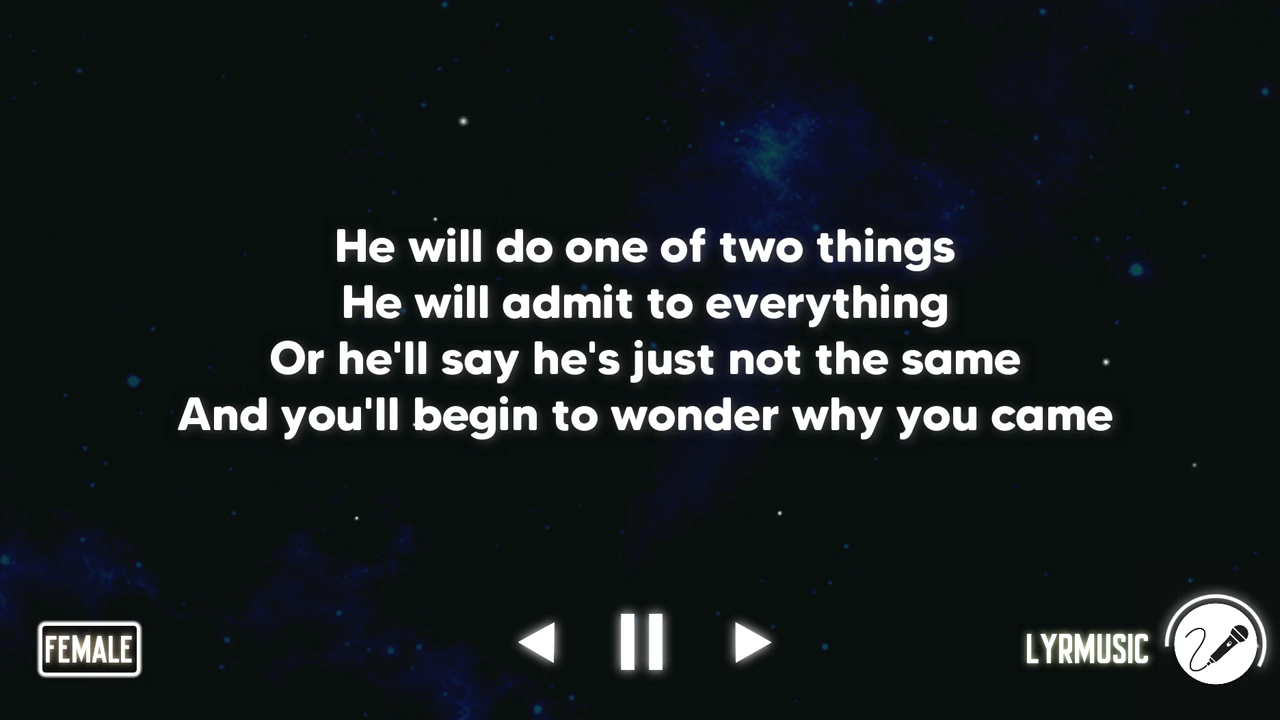 He will do one of two things
He will admit to everything
Or he'll say he's just not the same
And you'll begin to wonder why you came
FEMALE
LYRMUSIC